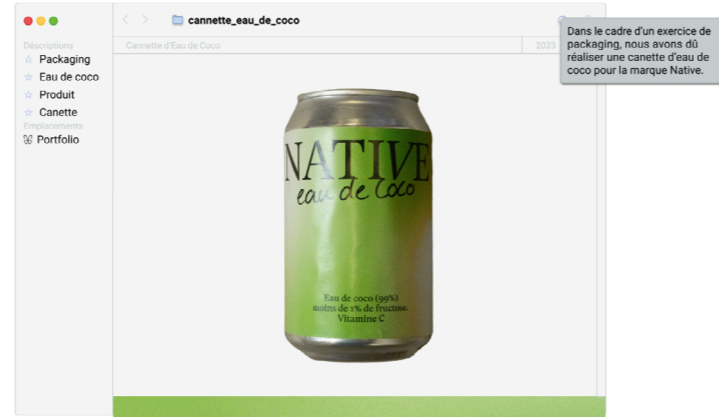 cannette_eau_de_coco
Dans le cadre d'un exercice de
packaging, nous avons dû
réaliser une canette d'eau de
coco pour la marque Native.
Déscriptions
Cannette d'Eau de Coco
2023
Packaging
Eau de coco
Produit
Canette
Emplacements
Portfolio
NATIVE
eau de coco
Eau de coco (99%)
moins de 1% de fructose.
Vitamine C